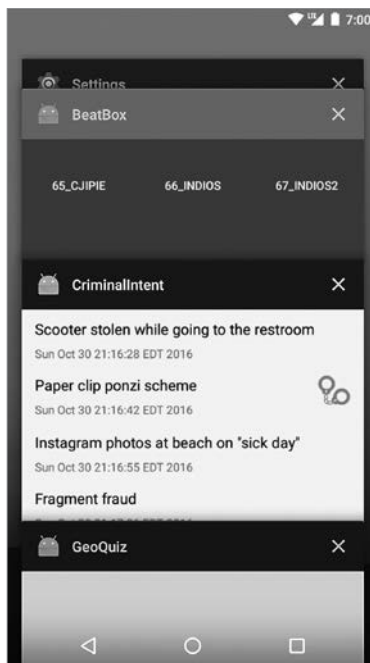 LTE 7:00
Settings
BeatBox
65_CJIPIE 66_INDIOS 67_INDIOS2
CriminalIntent
Scooter stolen while going to the restroom
Sun Oct 30 21:16:28 EDT 2016
Paper clip ponzi scheme
Sun Oct 30 21:16:42 EDT 2016
Instagram photos at beach on "sick day"
Sun Oct 30 21:16:55 EDT 2016
Fragment fraud
GeoQuiz